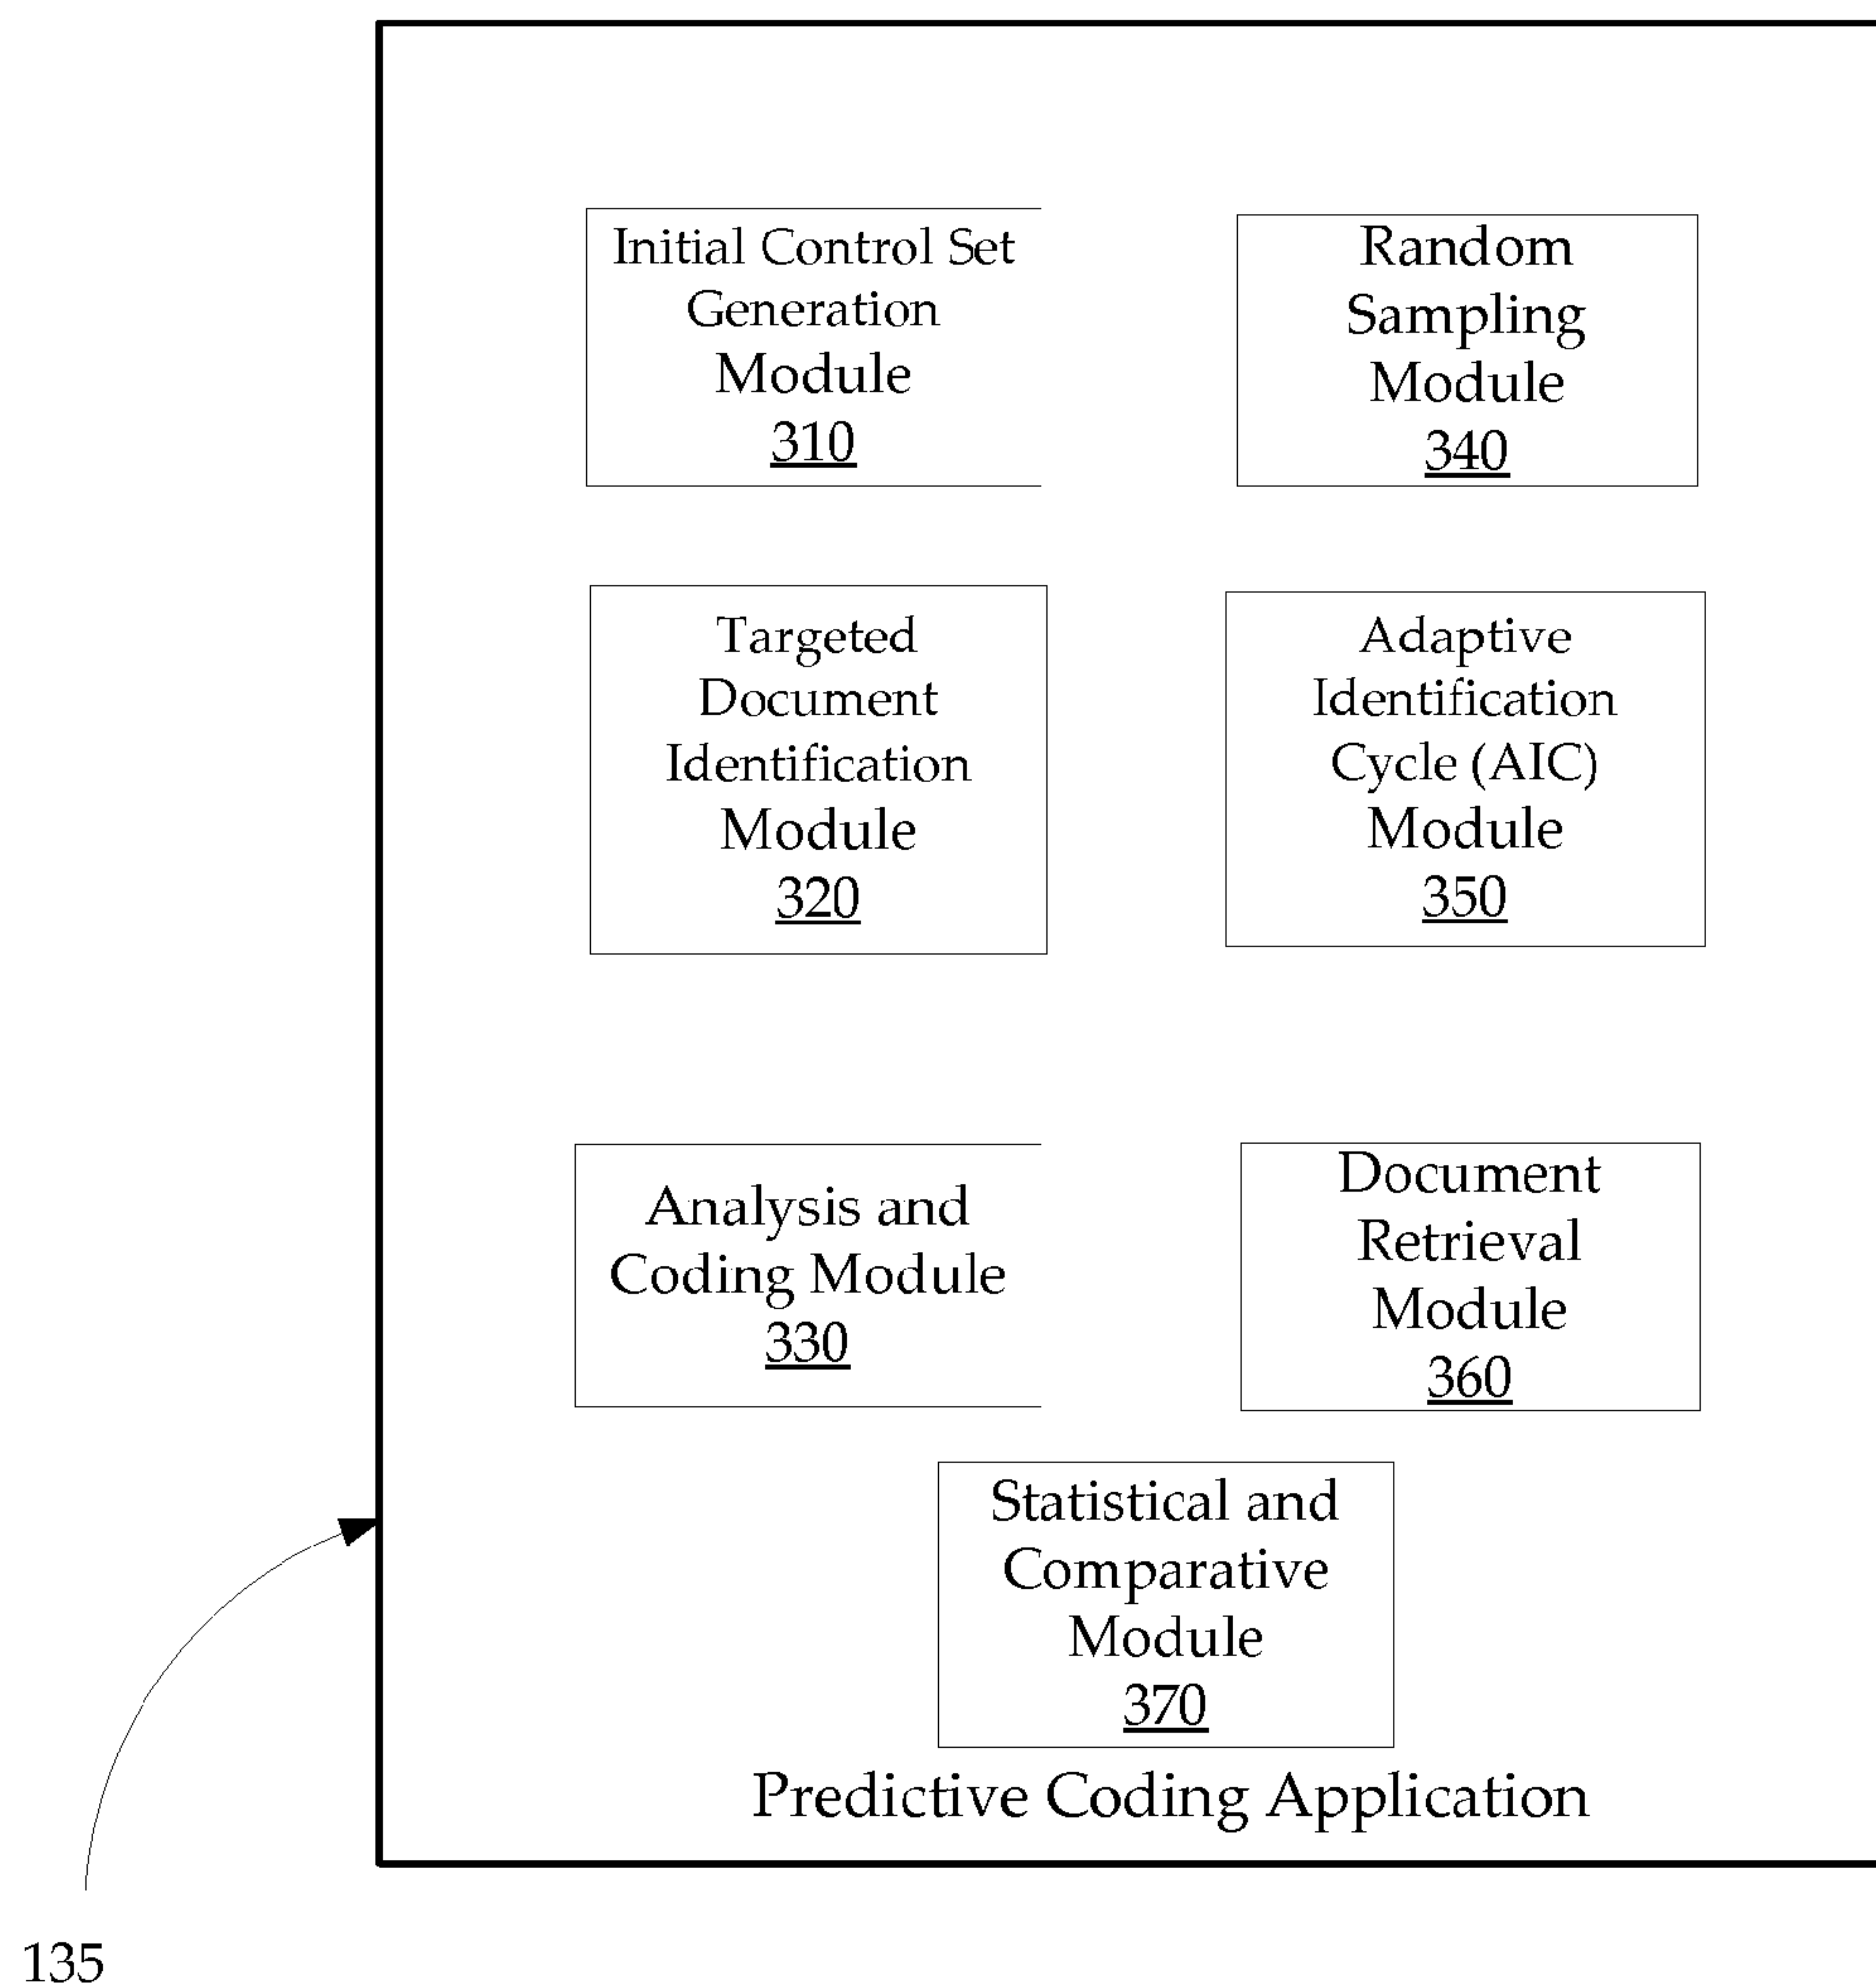 Initial Control Set
Generation
Module
310
Random
Sampling
Module
340
Targeted
Document
Identification
Module
320
Adaptive
Identification
Cycle (AIC)
Module
350
Analysis and
Coding Module
330
Document
Retrieval
Module
360
Statistical and
Comparative
Module
370
Predictive Coding Application
135